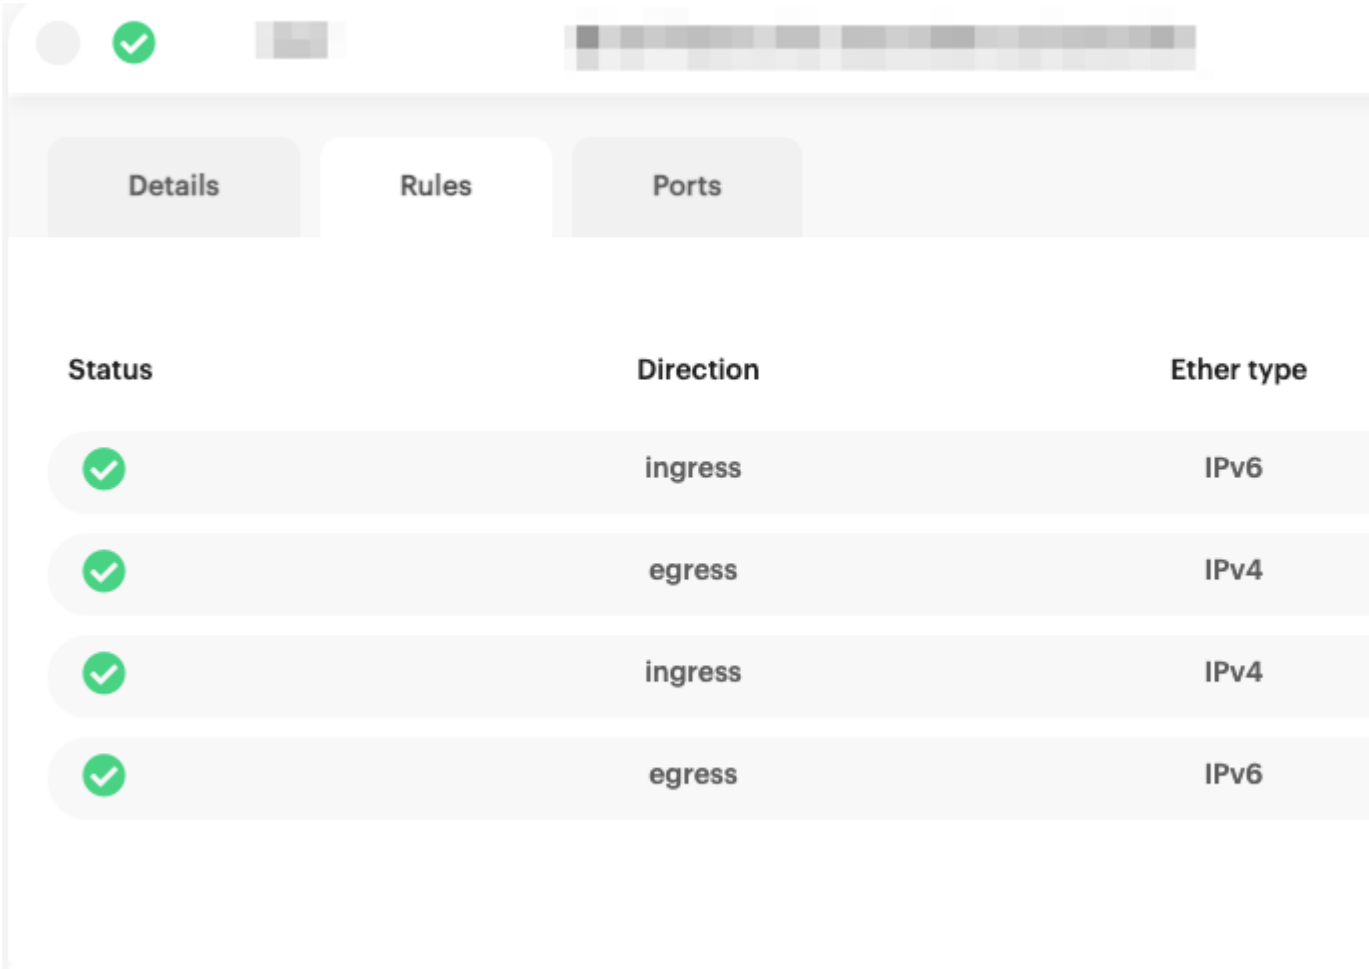 Details Rules Ports
Status Direction Ether type
ingress IPv6
egress IPv4
ingress IPv4
egress IPv6